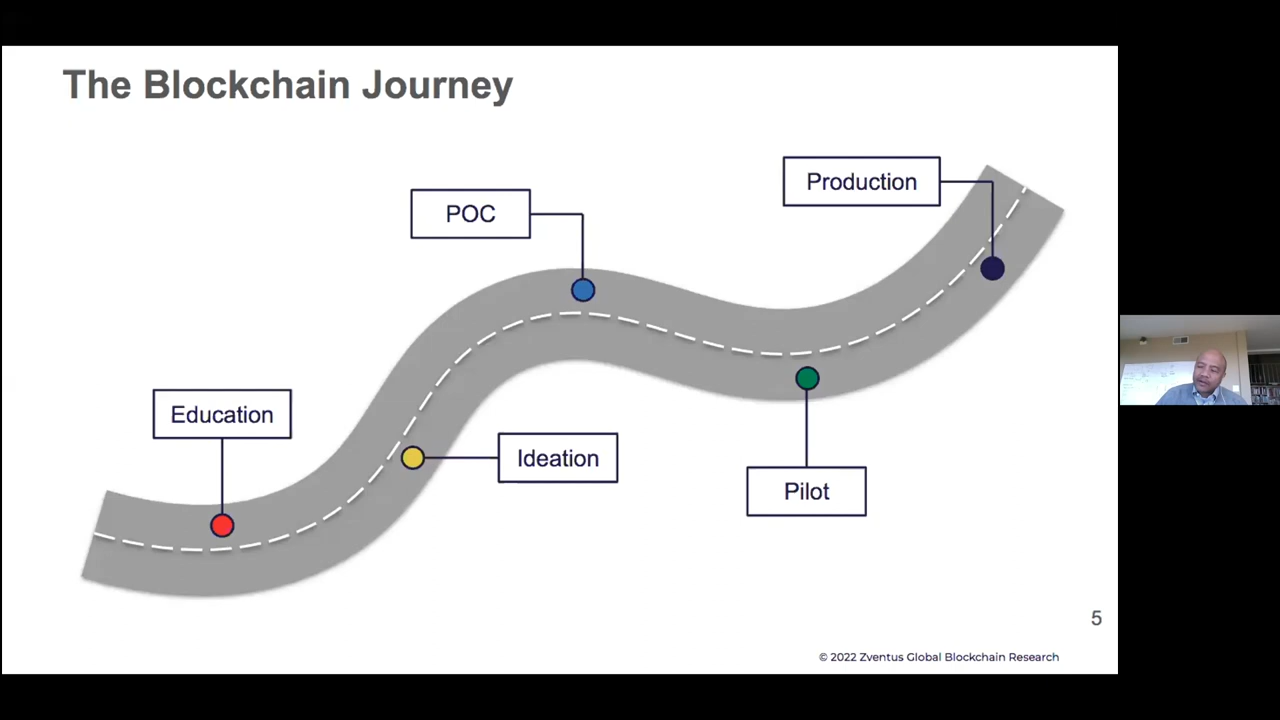 The Blockchain Journey
Production
POC
Education
Ideation
Pilot
5
© 2022 Zventus Global Blockchain Research